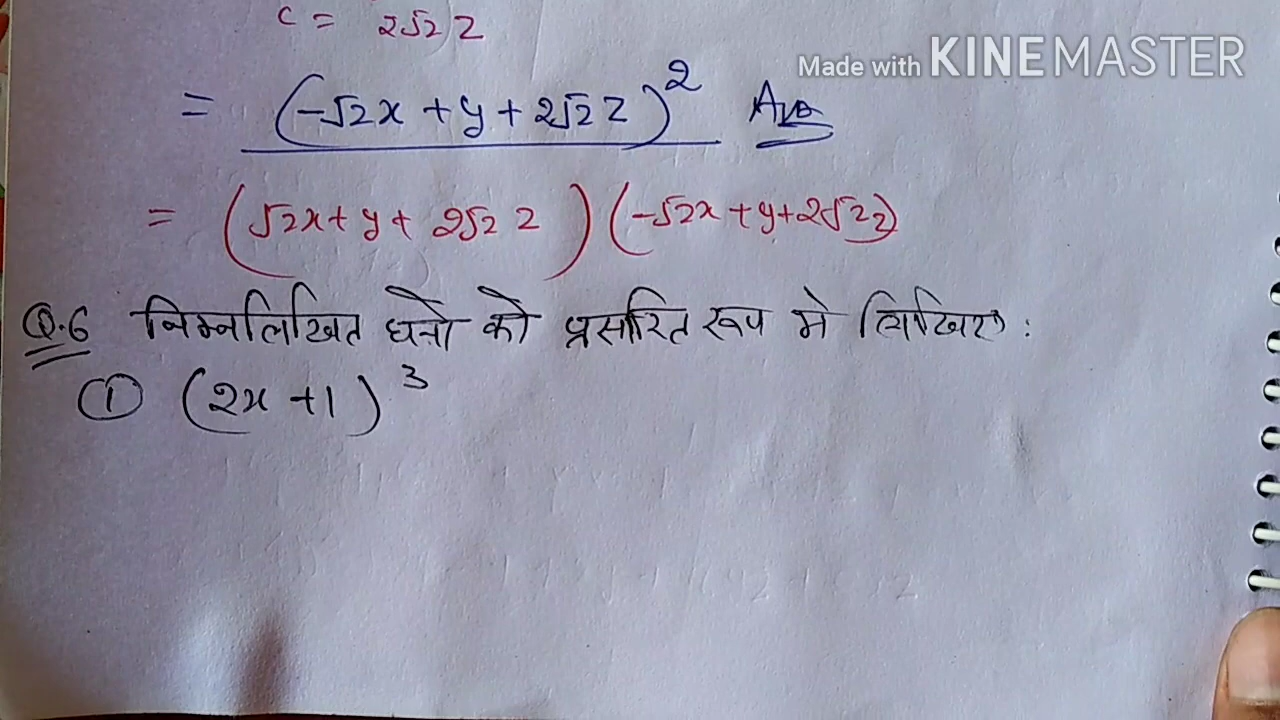 c = 2√2 z
Made with KINEMASTER
= (-√2x + y + 2√2 z)² Ans
= (√2x + y + 2√2 z) (-√2x + y + 2√2z)
Q.6 निम्नलिखित घनो को प्रसारित रूप मे लिखिए :
① (2x + 1)³